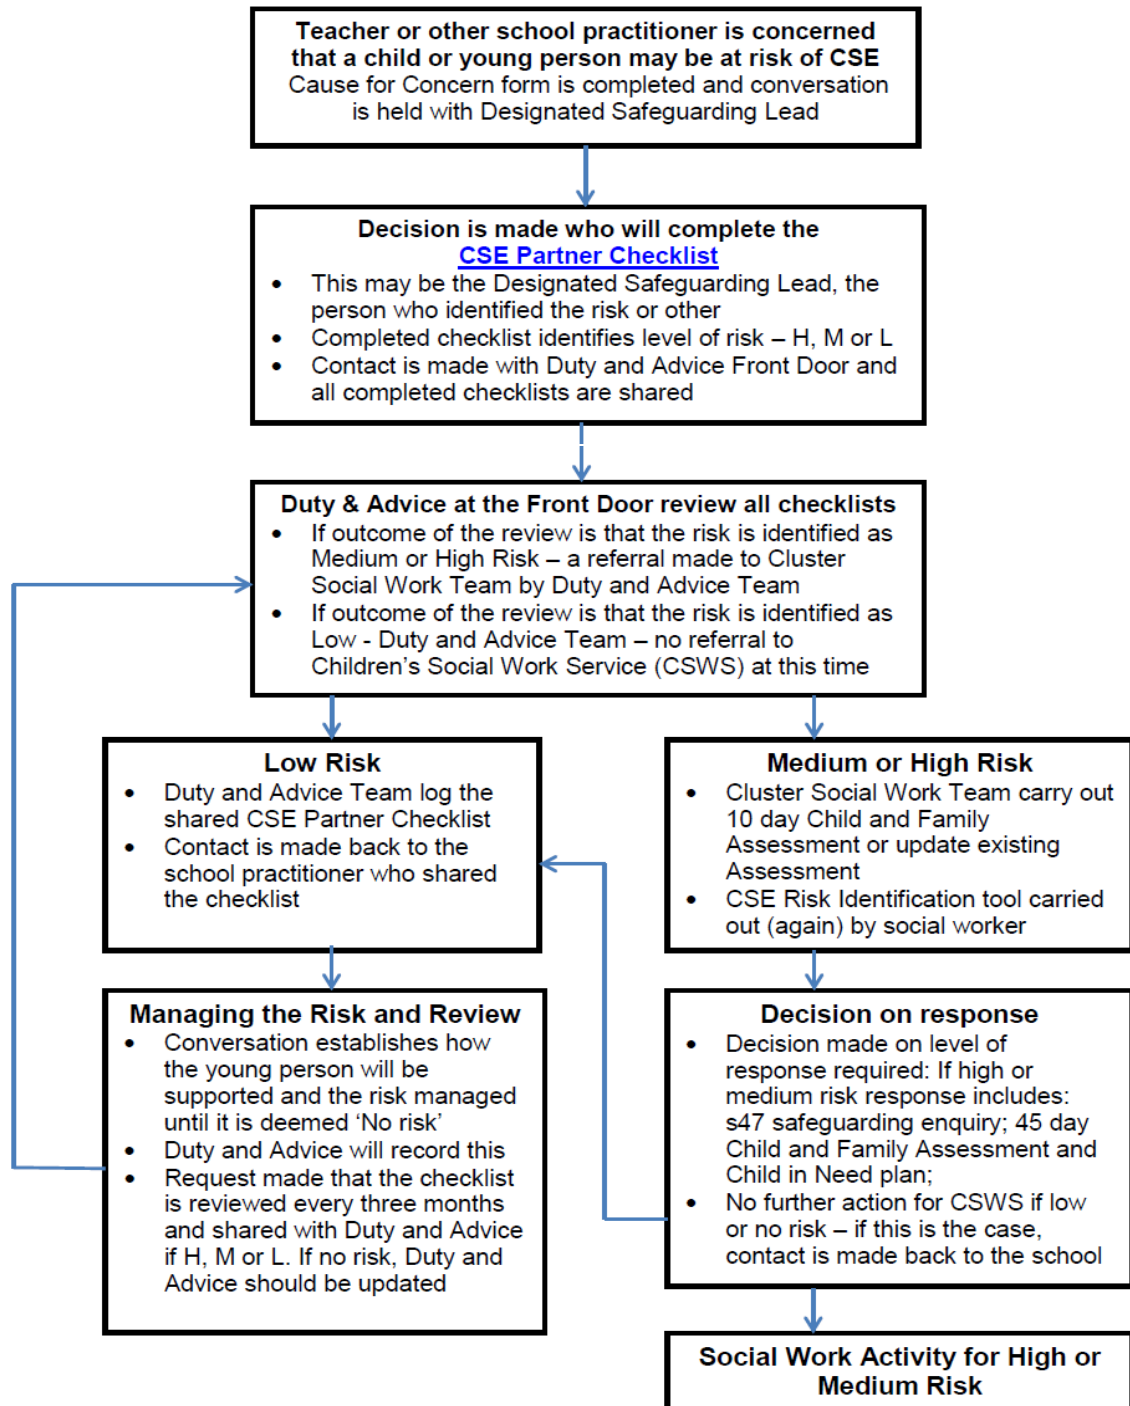 Teacher or other school practitioner is concerned
that a child or young person may be at risk of CSE
Cause for Concern form is completed and conversation
is held with Designated Safeguarding Lead
Decision is made who will complete the
CSE Partner Checklist
• This may be the Designated Safeguarding Lead, the
person who identified the risk or other
• Completed checklist identifies level of risk – H, M or L
• Contact is made with Duty and Advice Front Door and
all completed checklists are shared
Duty & Advice at the Front Door review all checklists
• If outcome of the review is that the risk is identified as
Medium or High Risk – a referral made to Cluster
Social Work Team by Duty and Advice Team
• If outcome of the review is that the risk is identified as
Low - Duty and Advice Team – no referral to
Children's Social Work Service (CSWS) at this time
Low Risk
• Duty and Advice Team log the
shared CSE Partner Checklist
• Contact is made back to the
school practitioner who shared
the checklist
Medium or High Risk
• Cluster Social Work Team carry out
10 day Child and Family
Assessment or update existing
Assessment
• CSE Risk Identification tool carried
out (again) by social worker
Managing the Risk and Review
• Conversation establishes how
the young person will be
supported and the risk managed
until it is deemed 'No risk'
• Duty and Advice will record this
• Request made that the checklist
is reviewed every three months
and shared with Duty and Advice
if H, M or L. If no risk, Duty and
Advice should be updated
Decision on response
• Decision made on level of
response required: If high or
medium risk response includes:
s47 safeguarding enquiry; 45 day
Child and Family Assessment and
Child in Need plan;
• No further action for CSWS if low
or no risk – if this is the case,
contact is made back to the school
Social Work Activity for High or
Medium Risk